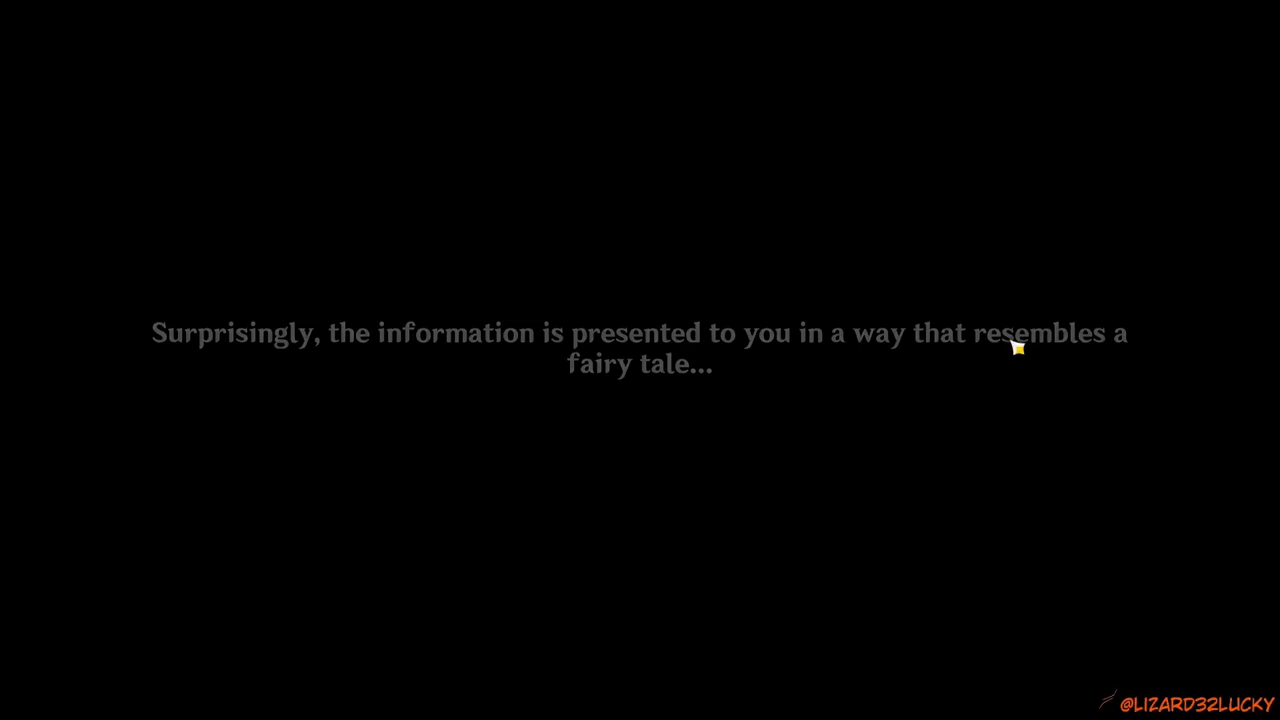 Surprisingly, the information is presented to you in a way that resembles a
fairy tale...
@LIZARD32LUCKY